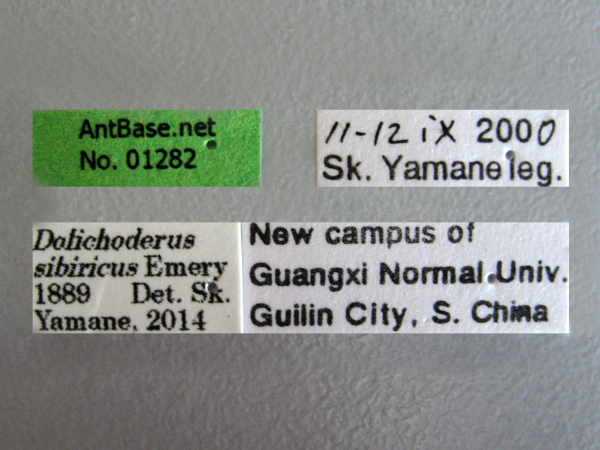 AntBase.net
No. 01282
11-12 iX 2000
Sk. Yamane leg.
Dolichoderus
sibiricus Emery
1889 Det. Sk.
Yamane, 2014
New campus of
Guangxi Normal Univ.
Guilin City, S. China